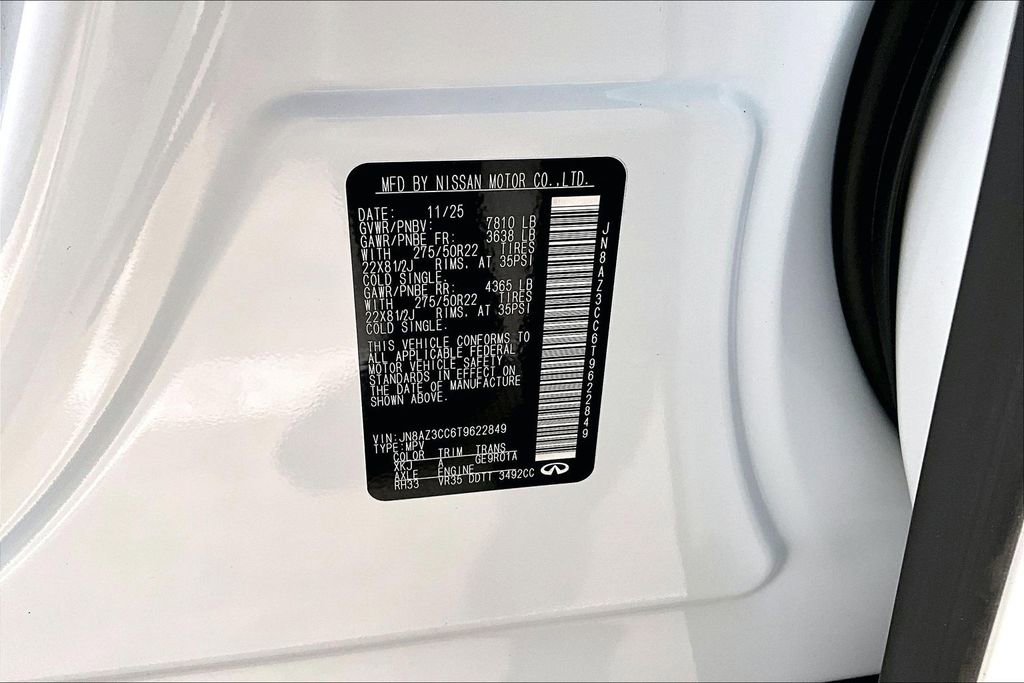 MFD BY NISSAN MOTOR CO.,LTD.
DATE: 11/25
GVWR/PNBV: 7810 LB
GAWR/PNBE FR: 3638 LB
WITH 275/50R22 TIRES
22X81/2J RIMS, AT 35PSI
COLD SINGLE.
GAWR/PNBE RR: 4365 LB
WITH 275/50R22 TIRES
22X81/2J RIMS, AT 35PSI
COLD SINGLE.
THIS VEHICLE CONFORMS TO
ALL APPLICABLE FEDERAL
MOTOR VEHICLE SAFETY
STANDARDS IN EFFECT ON
THE DATE OF MANUFACTURE
SHOWN ABOVE.
VIN:JN8AZ3CC6T9622849
TYPE:MPV
COLOR TRIM TRANS
XKJ A GE9R01A
AXLE ENGINE
RH33 VR35 DDTT 3492CC
JN8AZ3CC6T9622849